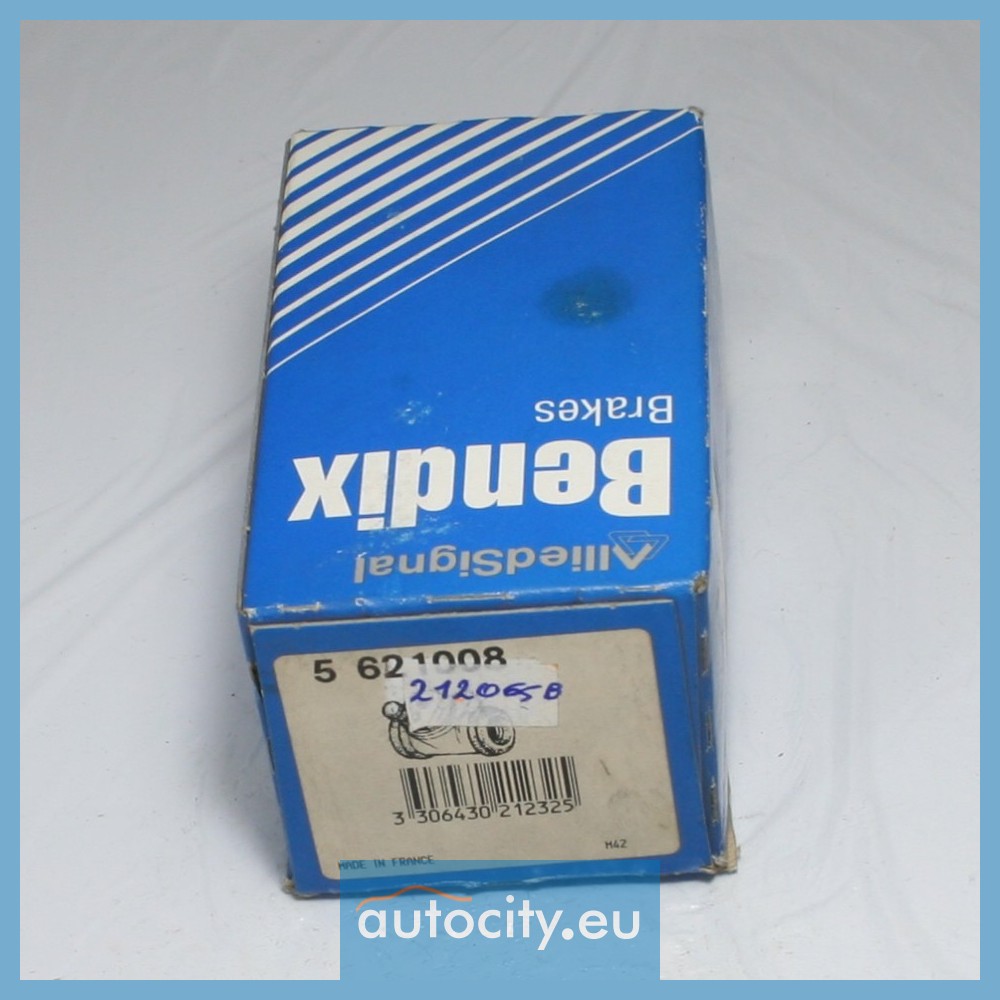 Brakes
Bendix
AlliedSignal
5 621008
212065B
3 306430 212325
M42
MADE IN FRANCE
autocity.eu